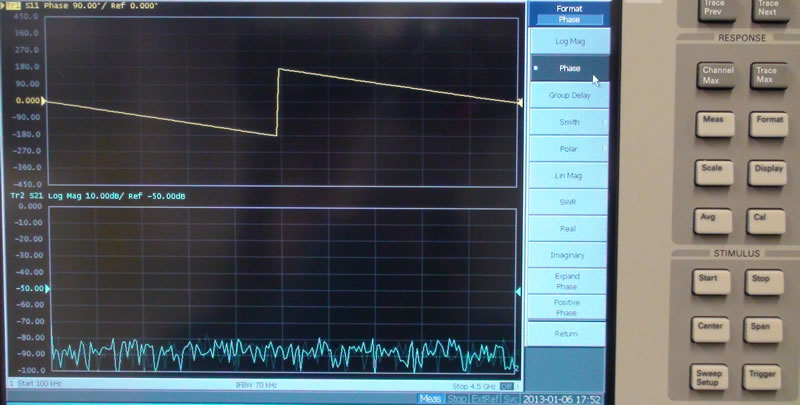 Tr1 S11 Phase 90.00°/ Ref 0.000°
450.0
360.0
270.0
180.0
90.00
0.000
-90.00
-180.0
-270.0
-360.0
-450.0
Tr2 S21 Log Mag 10.00dB/ Ref -50.00dB
0.000
-10.00
-20.00
-30.00
-40.00
-50.00
-60.00
-70.00
-80.00
-90.00
-100.0
1 Start 100 kHz IFBW 70 kHz Stop 4.5 GHz Off
Meas Stop ExtRef Svc 2013-01-06 17:52
Format
Phase
Log Mag
Phase
Group Delay
Smith
Polar
Lin Mag
SWR
Real
Imaginary
Expand
Phase
Positive
Phase
Return
Trace
Prev
Trace
Next
RESPONSE
Channel
Max
Trace
Max
Meas
Format
Scale
Display
Avg
Cal
STIMULUS
Start
Stop
Center
Span
Sweep
Setup
Trigger